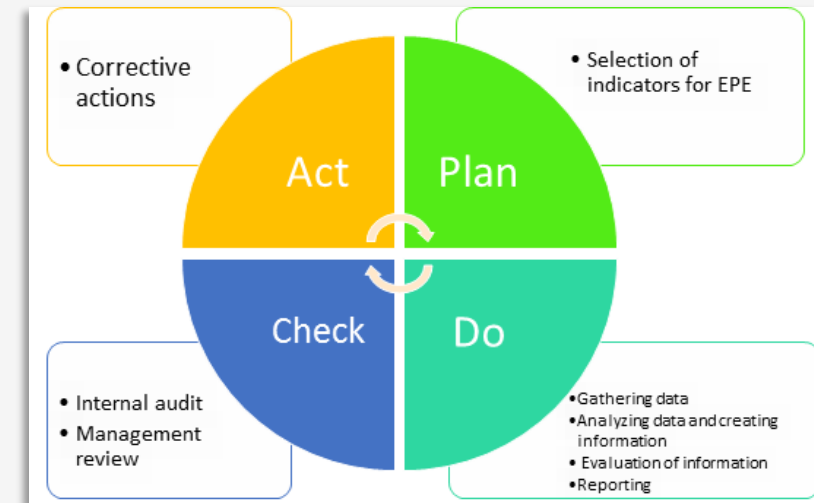 • Corrective
actions
• Selection of
indicators for EPE
Act
Plan
Check
Do
• Internal audit
• Management
review
•Gathering data
•Analyzing data and creating
information
• Evaluation of information
•Reporting